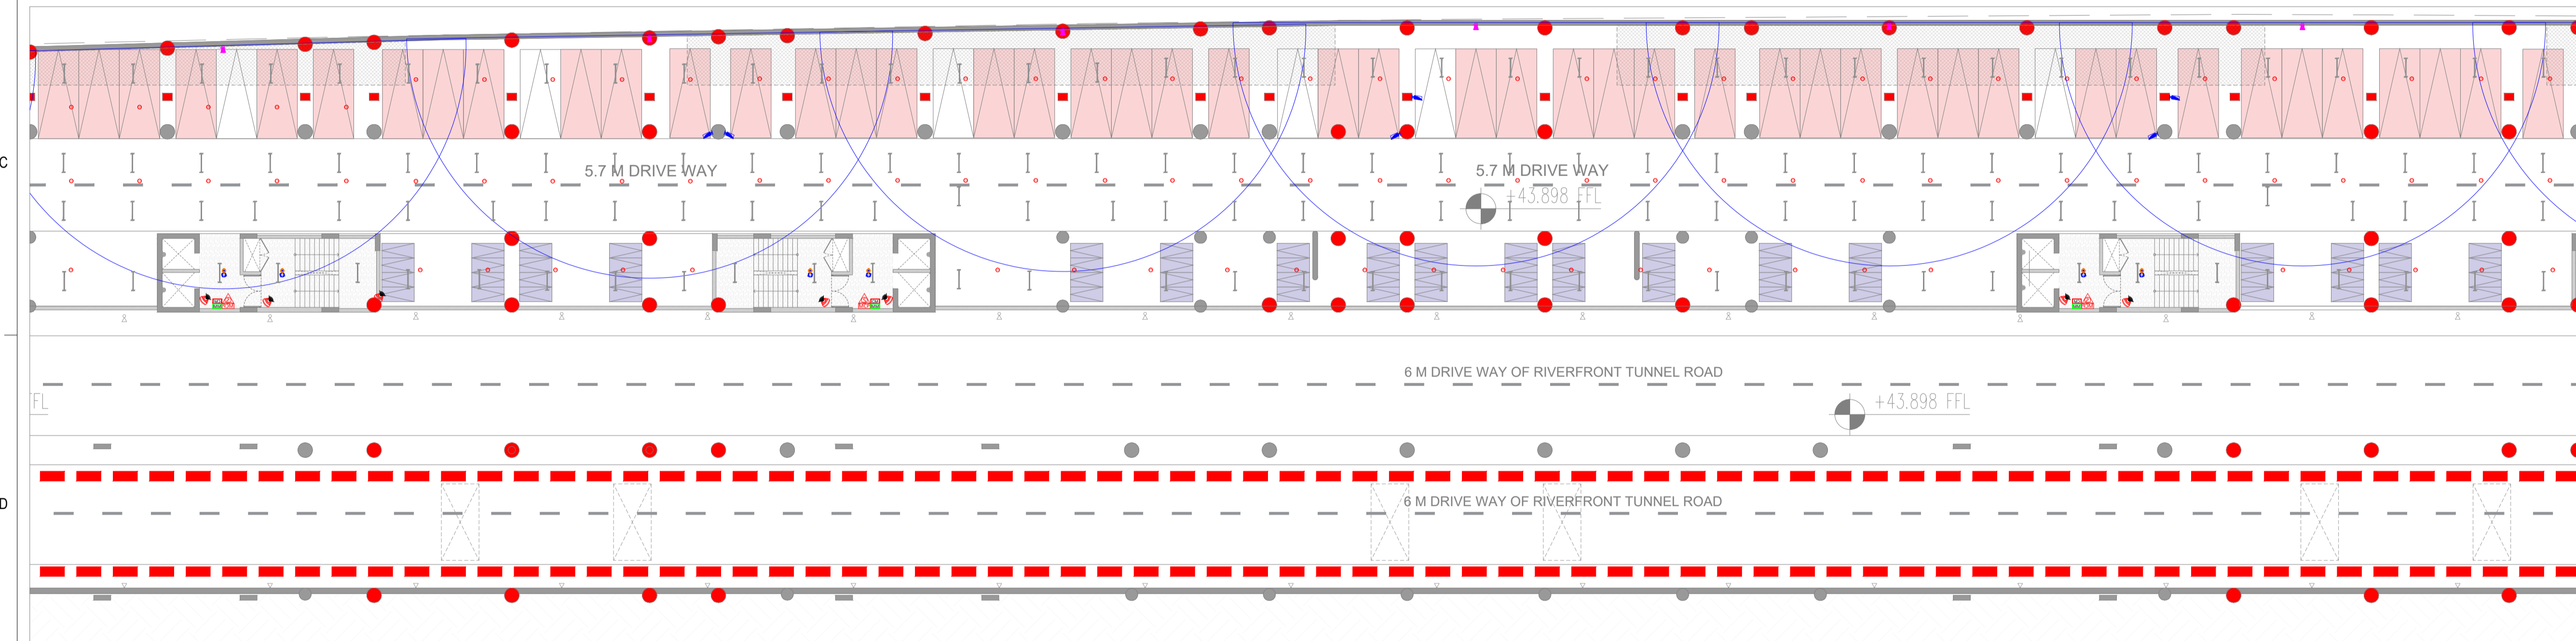 C
5.7 M DRIVE WAY
5.7 M DRIVE WAY
+43.898 FFL
6 M DRIVE WAY OF RIVERFRONT TUNNEL ROAD
FFL
+43.898 FFL
D
6 M DRIVE WAY OF RIVERFRONT TUNNEL ROAD